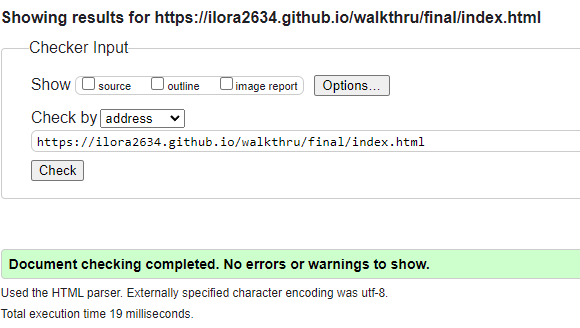 Showing results for https://ilora2634.github.io/walkthru/final/index.html
Checker Input
Show source outline image report Options...
Check by address
https://ilora2634.github.io/walkthru/final/index.html
Check
Document checking completed. No errors or warnings to show.
Used the HTML parser. Externally specified character encoding was utf-8.
Total execution time 19 milliseconds.